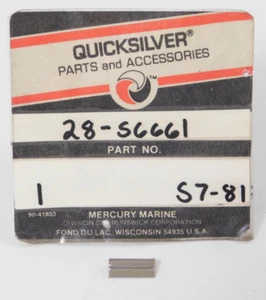 QUICKSILVER®
PARTS and ACCESSORIES
™
28-56661
PART NO.
1 57-81
90-41803 MERCURY MARINE
DIVISION OF BRUNSWICK CORPORATION
FOND DU LAC, WISCONSIN 54935 U.S.A.